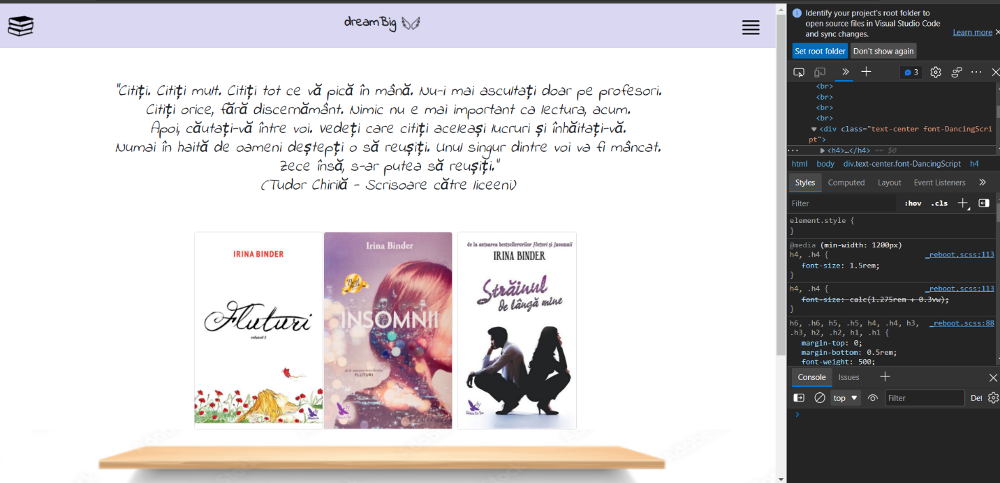 dream Big
"Citiți. Citiți mult. Citiți tot ce vă pică în mână. Nu-i mai ascultați doar pe profesori.
Citiți orice, fără discernământ. Nimic nu e mai important ca lectura, acum.
Apoi, căutați-vă între voi. Vedeți care citiți aceleași lucruri și înhăitați-vă.
Numai în haită de oameni deștepți o să reușiți. Unul singur dintre voi va fi mâncat.
Zece însă, s-ar putea să reușiți."
(Tudor Chirilă - Scrisoare către liceeni)
IRINA BINDER
Fluturi
volumul 3
Irina Binder
Best
INSOMNII
de la autoarea bestsellerului
FLUTURI
de la autoarea bestsellerurilor Fluturi și Insomnii
IRINA BINDER
Străinul
de lângă mine
Editura For You
Identify your project's root folder to
open source files in Visual Studio Code
and sync changes.
Learn more
Set root folder
Don't show again
3
<br>
<br>
<br>
<br>
<div class="text-center font-DancingScri
pt">
<h4>…</h4> == $0
html body div.text-center.font-DancingScript h4
Styles Computed Layout Event Listeners
Filter :hov .cls
element.style {
}
@media (min-width: 1200px)
h4, .h4 { _reboot.scss:113
font-size: 1.5rem;
}
h4, .h4 { _reboot.scss:113
font-size: calc(1.275rem + 0.3vw);
}
h6, .h6, h5, .h5, h4, .h4, h3, _reboot.scss:88
.h3, h2, .h2, h1, .h1 {
margin-top: 0;
margin-bottom: 0.5rem;
font-weight: 500;
Console Issues
top Filter Def